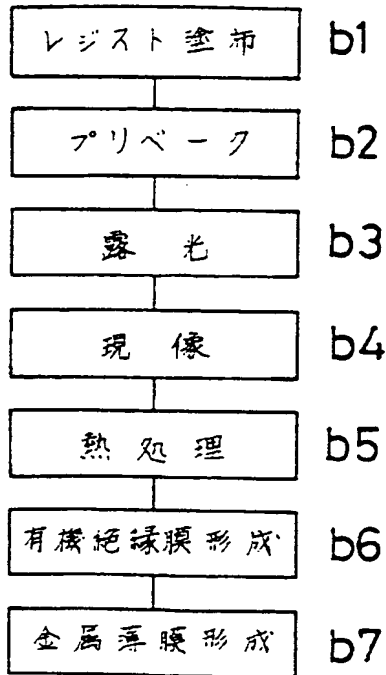 レジスト塗布 b1
プリベーク b2
露光 b3
現像 b4
熱処理 b5
有機絶縁膜形成 b6
金属薄膜形成 b7